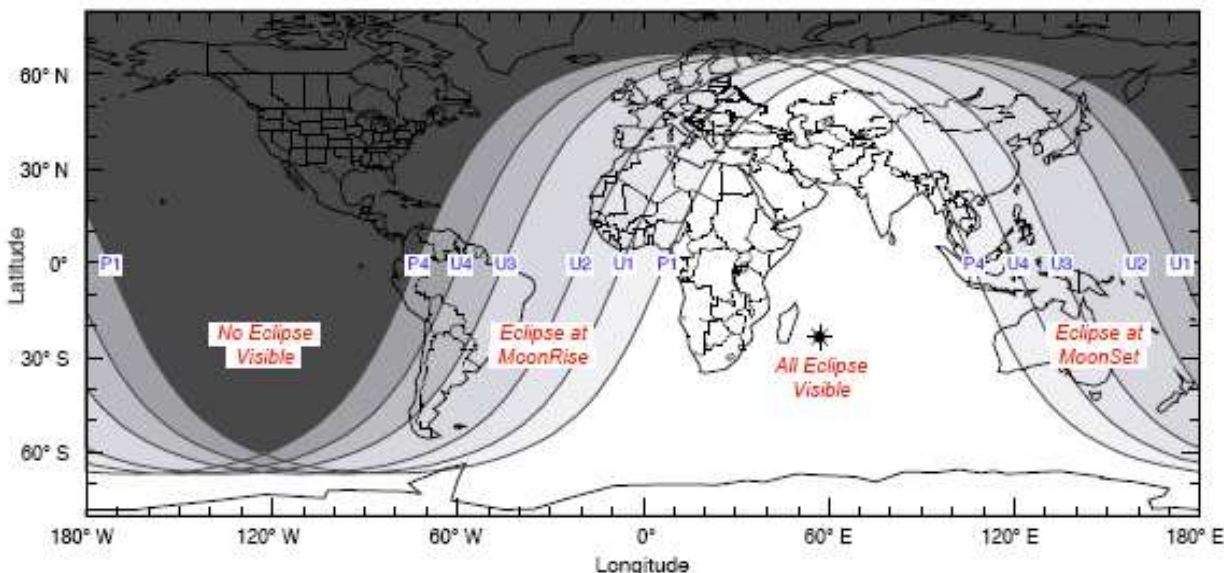 60° N
30° N
Latitude
0°
P1 P4 U4 U3 U2 U1 P1 P4 U4 U3 U2 U1
No Eclipse
Visible
Eclipse at
MoonRise
All Eclipse
Visible
Eclipse at
MoonSet
30° S
60° S
180° W 120° W 60° W 0° 60° E 120° E 180° E
Longitude